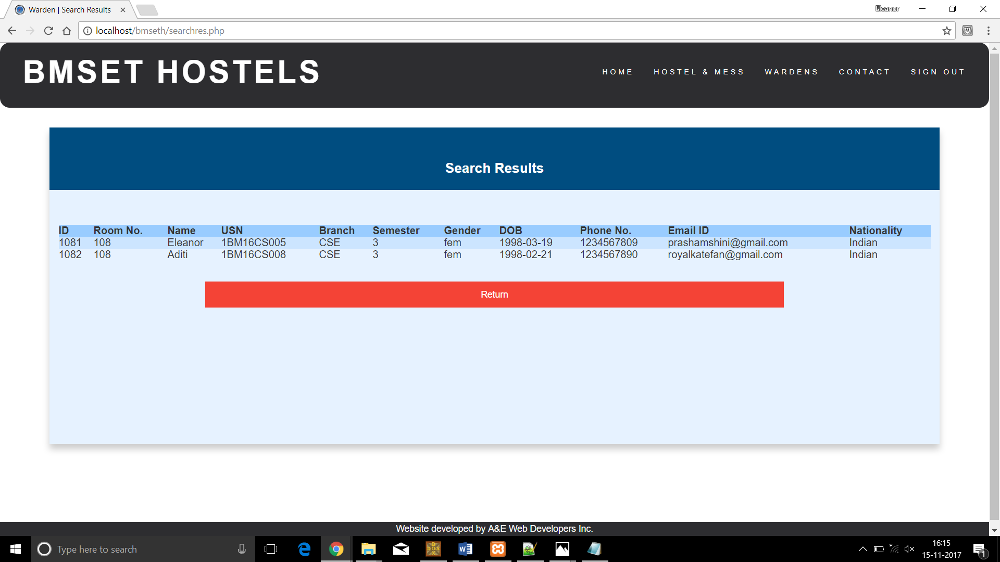 Warden | Search Results
Eleanor
localhost/bmseth/searchres.php
BMSET HOSTELS
HOME HOSTEL & MESS WARDENS CONTACT SIGN OUT
Search Results
ID Room No. Name USN Branch Semester Gender DOB Phone No. Email ID Nationality
1081 108 Eleanor 1BM16CS005 CSE 3 fem 1998-03-19 1234567809 prashamshini@gmail.com Indian
1082 108 Aditi 1BM16CS008 CSE 3 fem 1998-02-21 1234567890 royalkatefan@gmail.com Indian
Return
Website developed by A&E Web Developers Inc.
Type here to search
16:15
15-11-2017
1